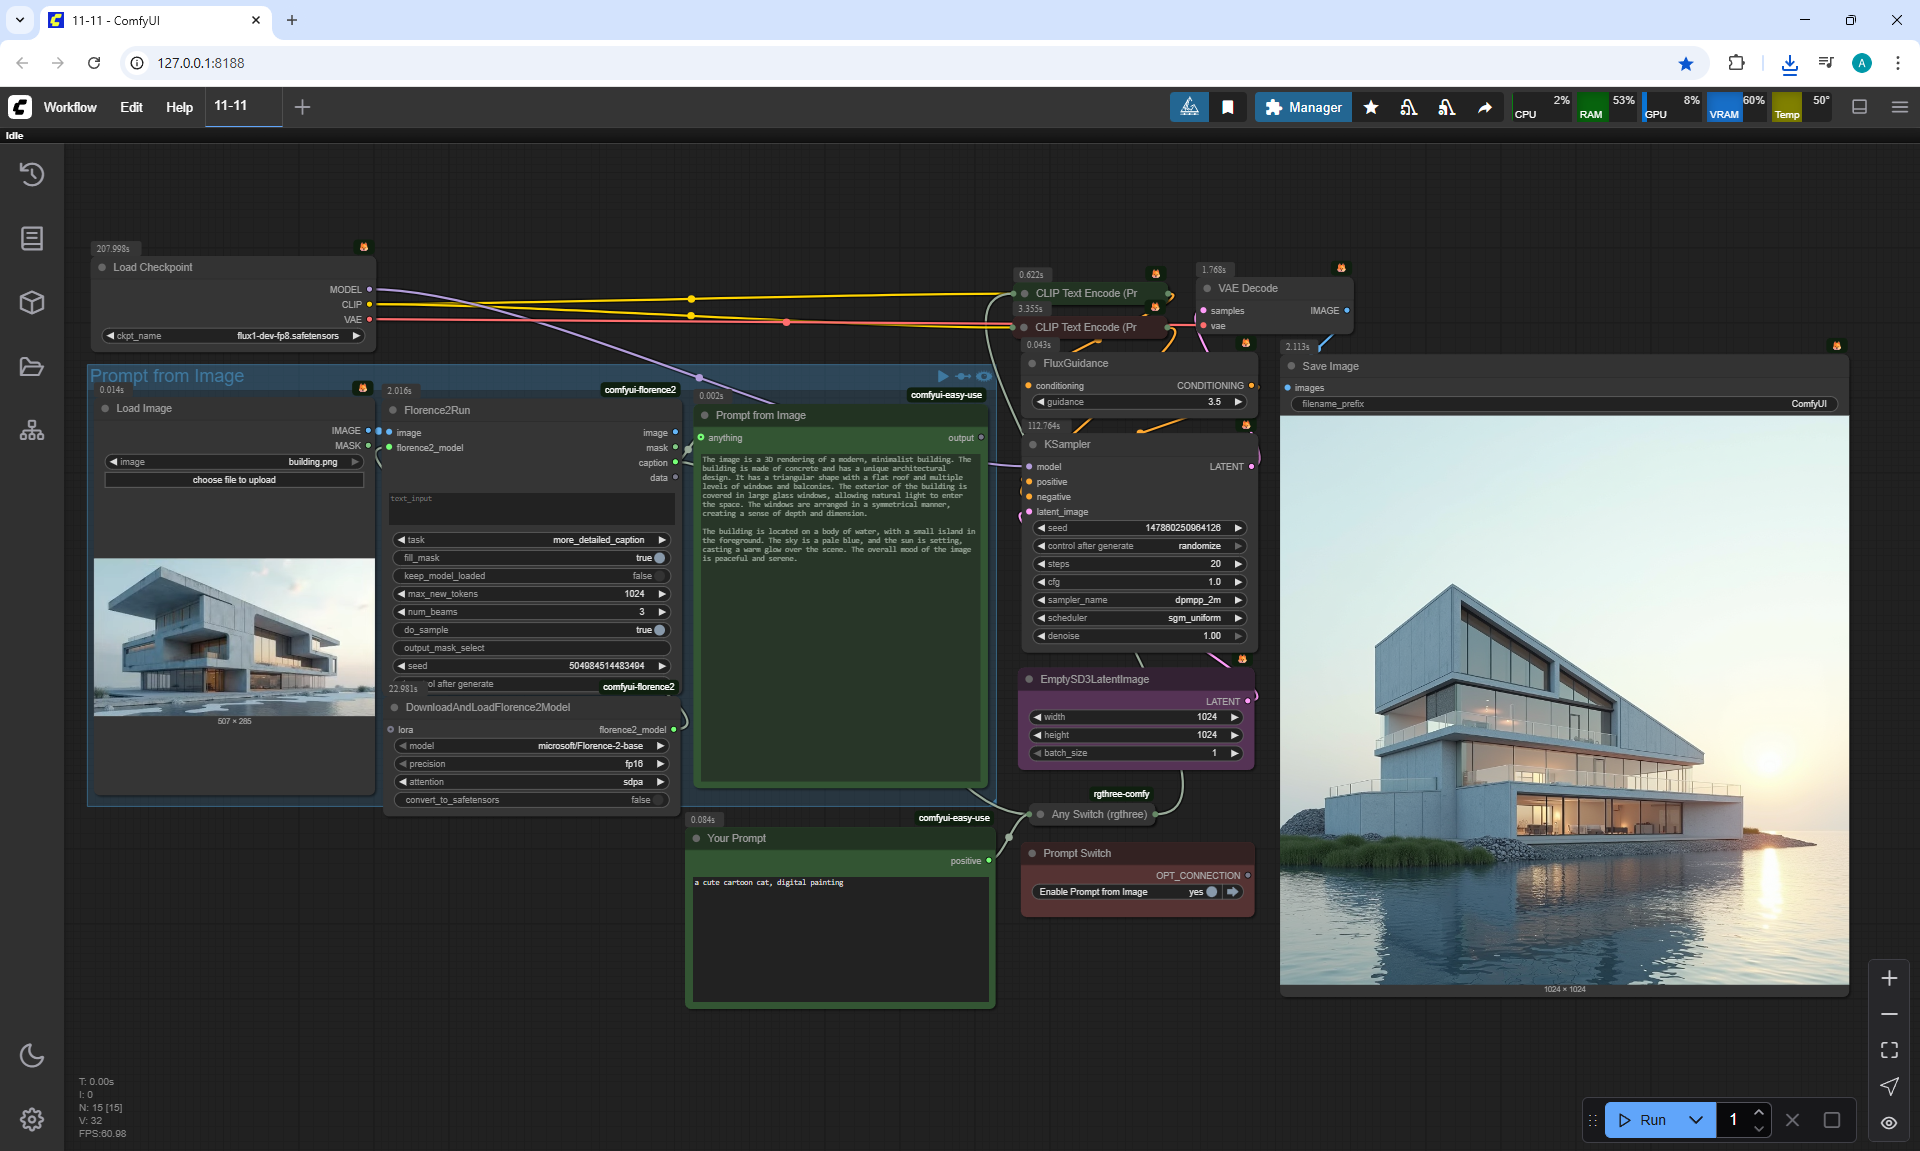 11-11 - ComfyUI
127.0.0.1:8188
A
Workflow Edit Help 11-11
Manager
CPU 2% RAM 53% GPU 8% VRAM 60% Temp 50°
Idle
207.998s
Load Checkpoint
MODEL
CLIP
VAE
ckpt_name flux1-dev-fp8.safetensors
Prompt from Image
0.014s
Load Image
IMAGE
MASK
image building.png
choose file to upload
507 × 285
2.016s
comfyui-florence2
Florence2Run
image image
florence2_model mask
caption
data
text_input
task more_detailed_caption
fill_mask true
keep_model_loaded false
max_new_tokens 1024
num_beams 3
do_sample true
output_mask_select
seed 504984514483494
ol after generate
22.981s
comfyui-florence2
DownloadAndLoadFlorence2Model
lora florence2_model
model microsoft/Florence-2-base
precision fp16
attention sdpa
convert_to_safetensors false
0.002s
comfyui-easy-use
Prompt from Image
anything output
The image is a 3D rendering of a modern, minimalist building. The
building is made of concrete and has a unique architectural
design. It has a triangular shape with a flat roof and multiple
levels of windows and balconies. The exterior of the building is
covered in large glass windows, allowing natural light to enter
the space. The windows are arranged in a symmetrical manner,
creating a sense of depth and dimension.
The building is located on a body of water, with a small island in
the foreground. The sky is a pale blue, and the sun is setting,
casting a warm glow over the scene. The overall mood of the image
is peaceful and serene.
0.084s
comfyui-easy-use
Your Prompt
positive
a cute cartoon cat, digital painting
0.622s
CLIP Text Encode (Pr
3.355s
CLIP Text Encode (Pr
0.043s
FluxGuidance
conditioning CONDITIONING
guidance 3.5
112.764s
KSampler
model LATENT
positive
negative
latent_image
seed 147860250964126
control after generate randomize
steps 20
cfg 1.0
sampler_name dpmpp_2m
scheduler sgm_uniform
denoise 1.00
EmptySD3LatentImage
LATENT
width 1024
height 1024
batch_size 1
rgthree-comfy
Any Switch (rgthree)
Prompt Switch
OPT_CONNECTION
Enable Prompt from Image yes
1.768s
VAE Decode
samples IMAGE
vae
2.113s
Save Image
images
filename_prefix ComfyUI
1024 × 1024
T: 0.00s
I: 0
N: 15 [15]
V: 32
FPS:60.98
Run 1